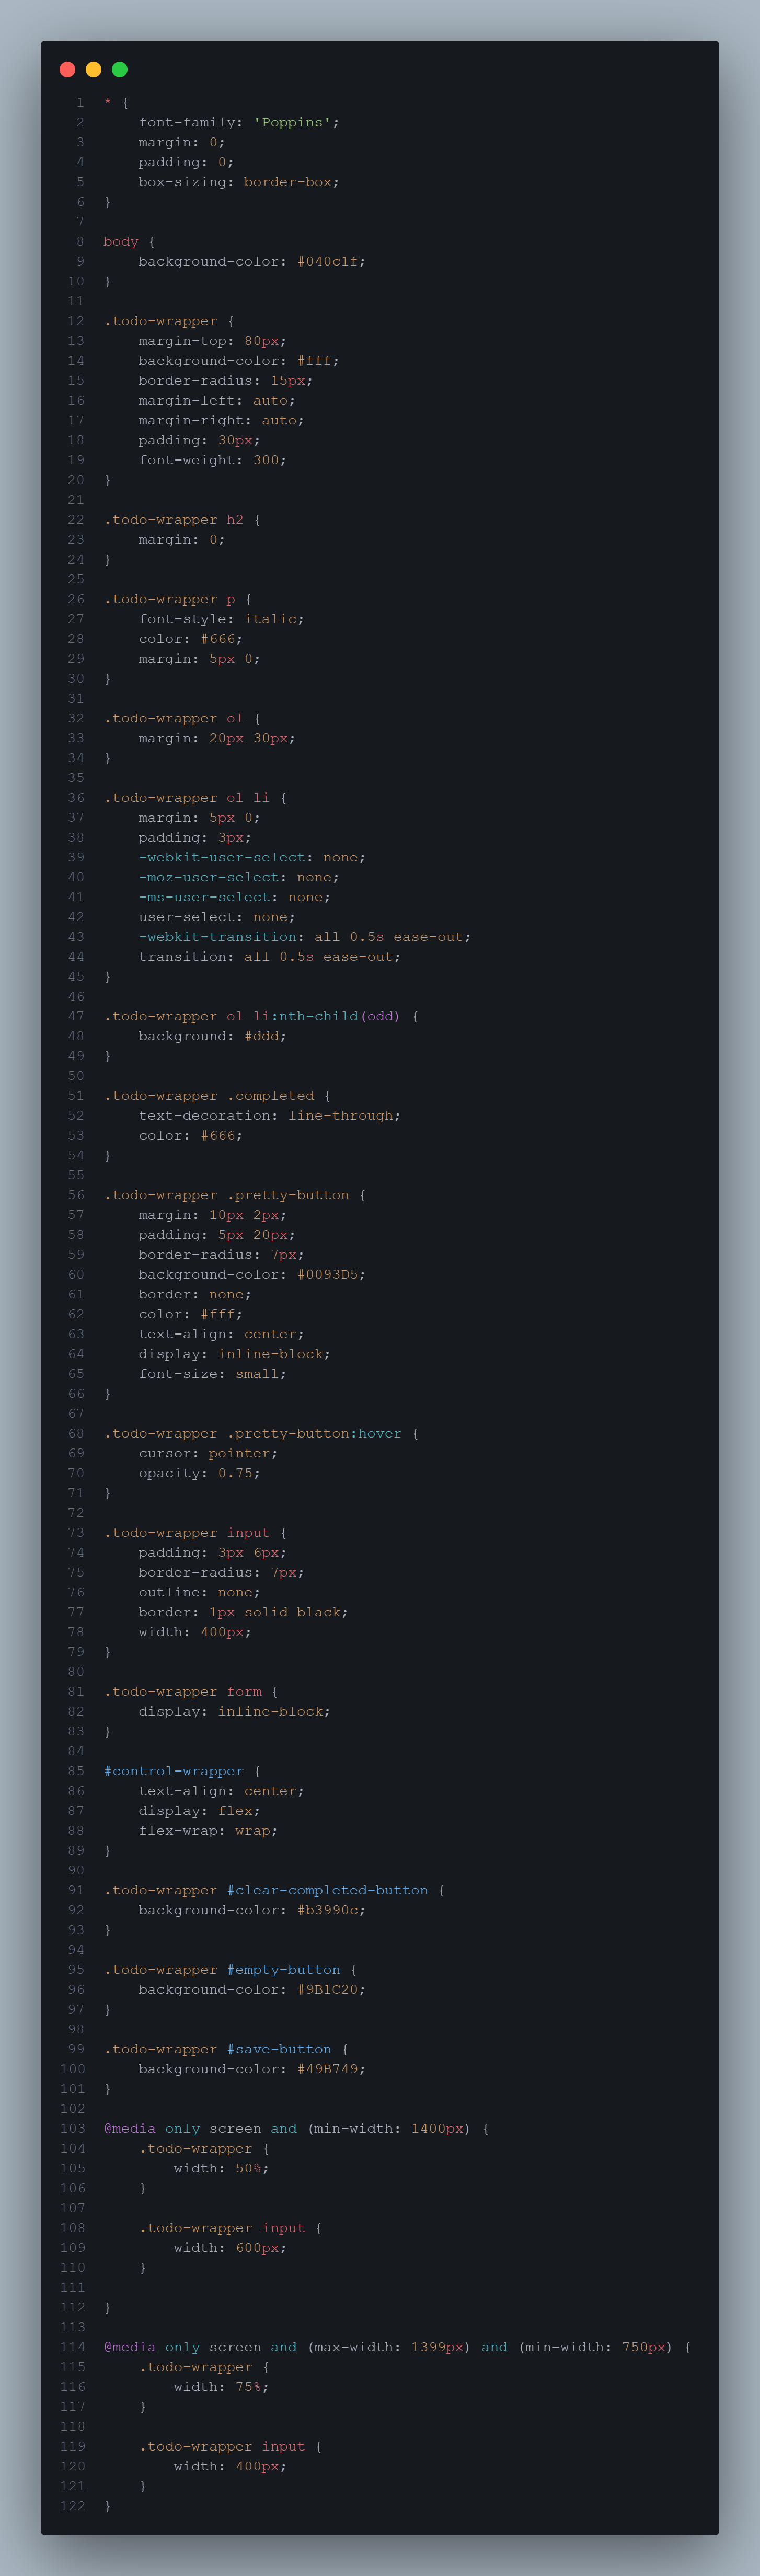 1 * {
2     font-family: 'Poppins';
3     margin: 0;
4     padding: 0;
5     box-sizing: border-box;
6 }
7
8 body {
9     background-color: #040c1f;
10 }
11
12 .todo-wrapper {
13     margin-top: 80px;
14     background-color: #fff;
15     border-radius: 15px;
16     margin-left: auto;
17     margin-right: auto;
18     padding: 30px;
19     font-weight: 300;
20 }
21
22 .todo-wrapper h2 {
23     margin: 0;
24 }
25
26 .todo-wrapper p {
27     font-style: italic;
28     color: #666;
29     margin: 5px 0;
30 }
31
32 .todo-wrapper ol {
33     margin: 20px 30px;
34 }
35
36 .todo-wrapper ol li {
37     margin: 5px 0;
38     padding: 3px;
39     -webkit-user-select: none;
40     -moz-user-select: none;
41     -ms-user-select: none;
42     user-select: none;
43     -webkit-transition: all 0.5s ease-out;
44     transition: all 0.5s ease-out;
45 }
46
47 .todo-wrapper ol li:nth-child(odd) {
48     background: #ddd;
49 }
50
51 .todo-wrapper .completed {
52     text-decoration: line-through;
53     color: #666;
54 }
55
56 .todo-wrapper .pretty-button {
57     margin: 10px 2px;
58     padding: 5px 20px;
59     border-radius: 7px;
60     background-color: #0093D5;
61     border: none;
62     color: #fff;
63     text-align: center;
64     display: inline-block;
65     font-size: small;
66 }
67
68 .todo-wrapper .pretty-button:hover {
69     cursor: pointer;
70     opacity: 0.75;
71 }
72
73 .todo-wrapper input {
74     padding: 3px 6px;
75     border-radius: 7px;
76     outline: none;
77     border: 1px solid black;
78     width: 400px;
79 }
80
81 .todo-wrapper form {
82     display: inline-block;
83 }
84
85 #control-wrapper {
86     text-align: center;
87     display: flex;
88     flex-wrap: wrap;
89 }
90
91 .todo-wrapper #clear-completed-button {
92     background-color: #b3990c;
93 }
94
95 .todo-wrapper #empty-button {
96     background-color: #9B1C20;
97 }
98
99 .todo-wrapper #save-button {
100     background-color: #49B749;
101 }
102
103 @media only screen and (min-width: 1400px) {
104     .todo-wrapper {
105         width: 50%;
106     }
107
108     .todo-wrapper input {
109         width: 600px;
110     }
111
112 }
113
114 @media only screen and (max-width: 1399px) and (min-width: 750px) {
115     .todo-wrapper {
116         width: 75%;
117     }
118
119     .todo-wrapper input {
120         width: 400px;
121     }
122 }